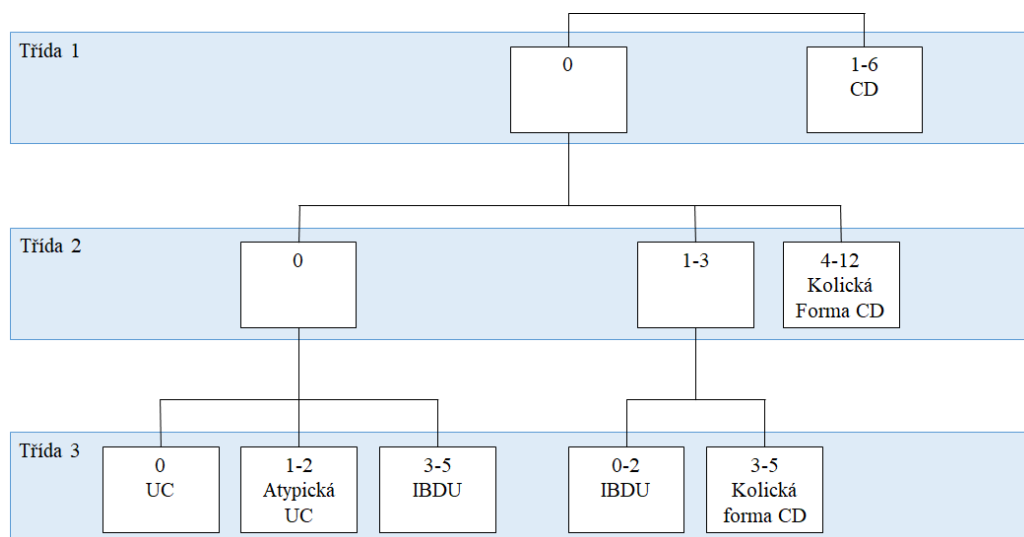 Třída 1
0
1-6
CD
Třída 2
0
1-3
4-12
Kolická
Forma CD
Třída 3
0
UC
1-2
Atypická
UC
3-5
IBDU
0-2
IBDU
3-5
Kolická
forma CD